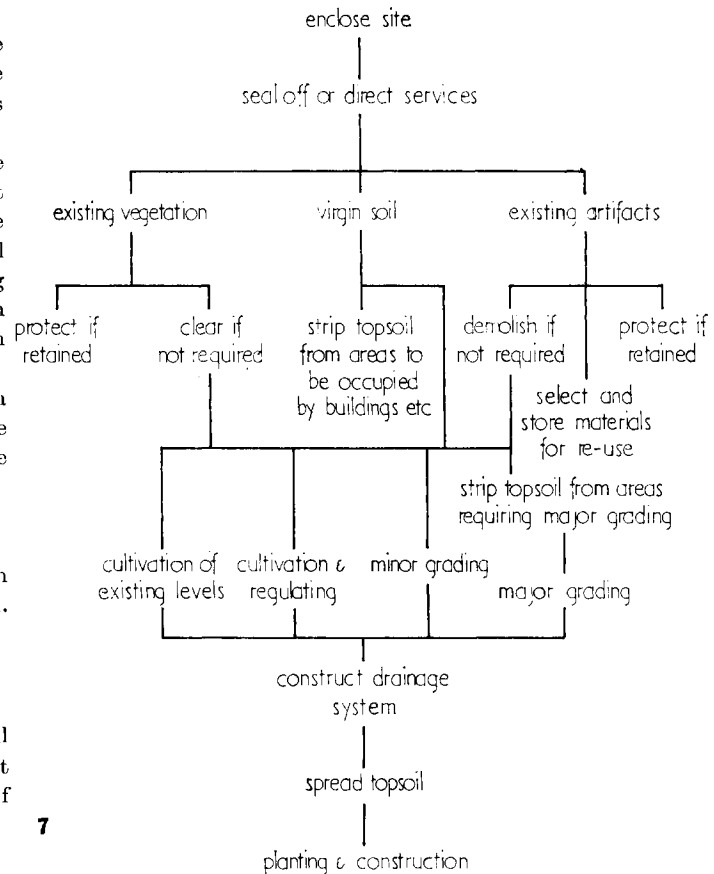 enclose site
seal off or direct services
existing vegetation
virgin soil
existing artifacts
protect if
retained
clear if
not required
strip topsoil
from areas to
be occupied
by buildings etc
demolish if
not required
protect if
retained
select and
store materials
for re-use
strip topsoil from areas
requiring major grading
cultivation of
existing levels
cultivation &
regulating
minor grading
major grading
construct drainage
system
spread topsoil
7
planting & construction